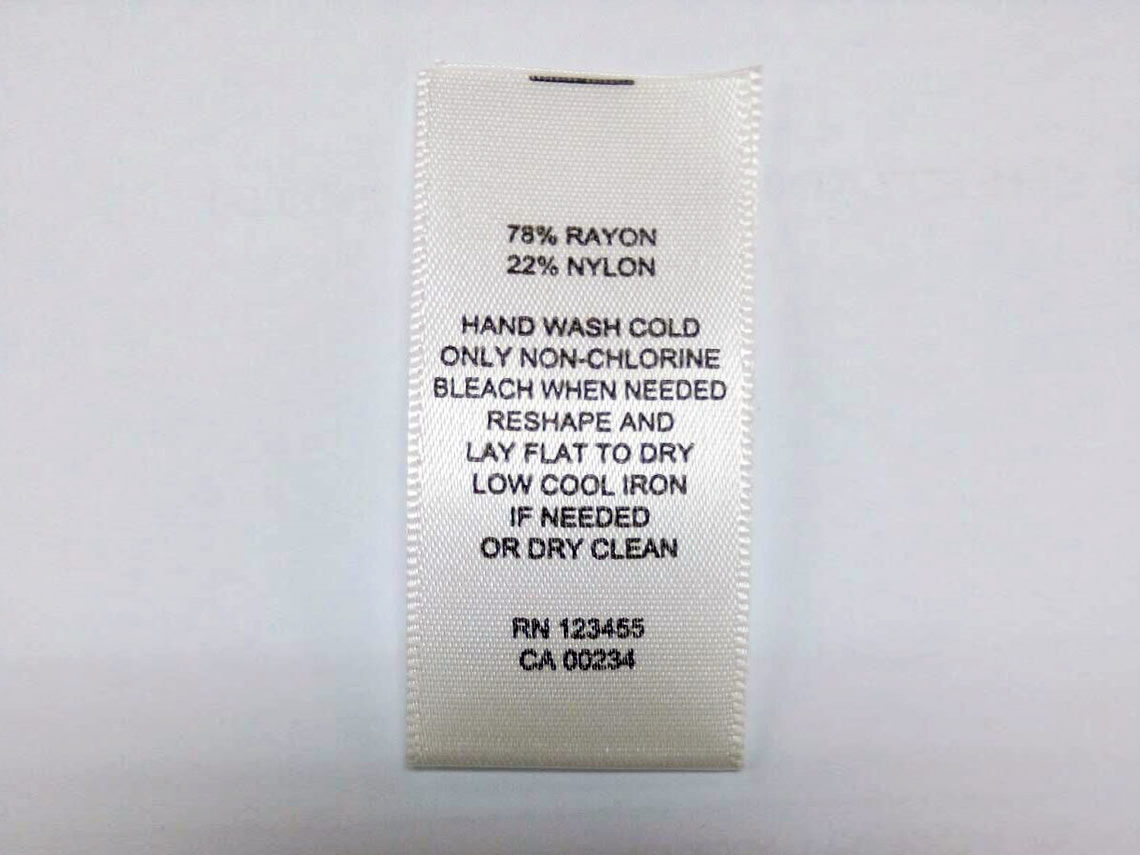 78% RAYON
22% NYLON
HAND WASH COLD
ONLY NON-CHLORINE
BLEACH WHEN NEEDED
RESHAPE AND
LAY FLAT TO DRY
LOW COOL IRON
IF NEEDED
OR DRY CLEAN
RN 123455
CA 00234